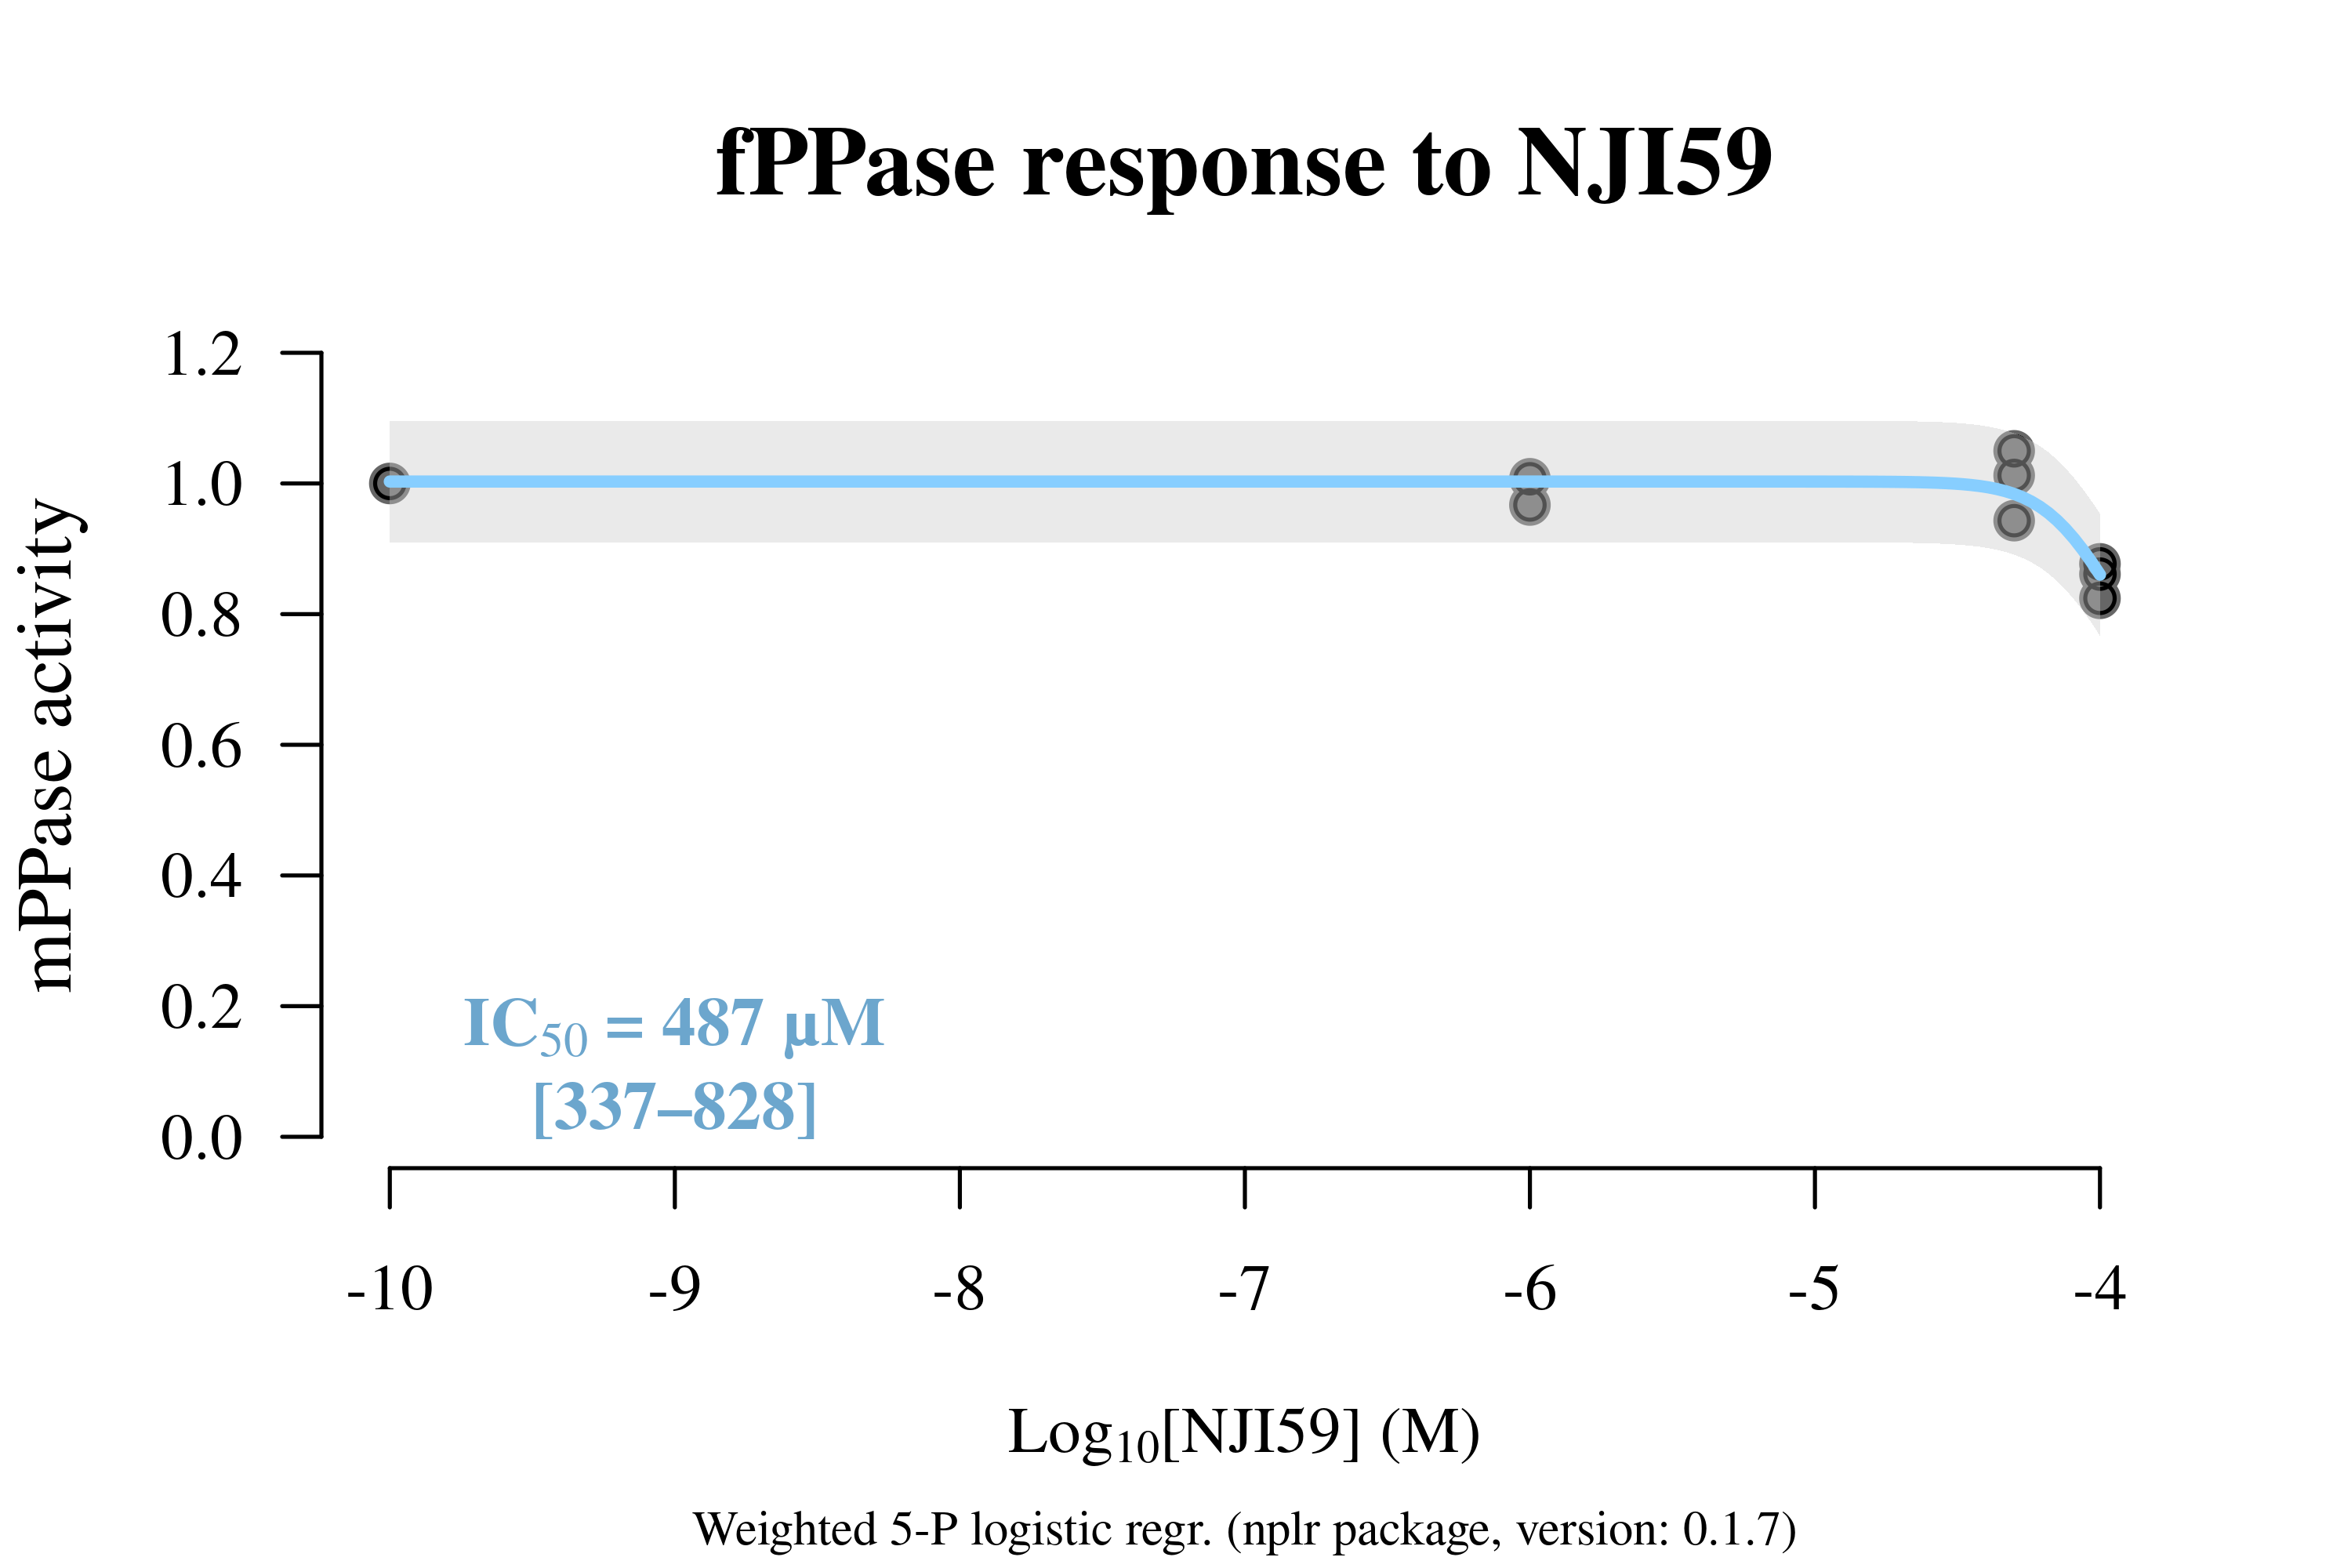 fPPase response to NJI59
mPPase activity
1.2
1.0
0.8
0.6
0.4
0.2
0.0
IC50 = 487 µM
[337–828]
-10 -9 -8 -7 -6 -5 -4
Log10[NJI59] (M)
Weighted 5-P logistic regr. (nplr package, version: 0.1.7)